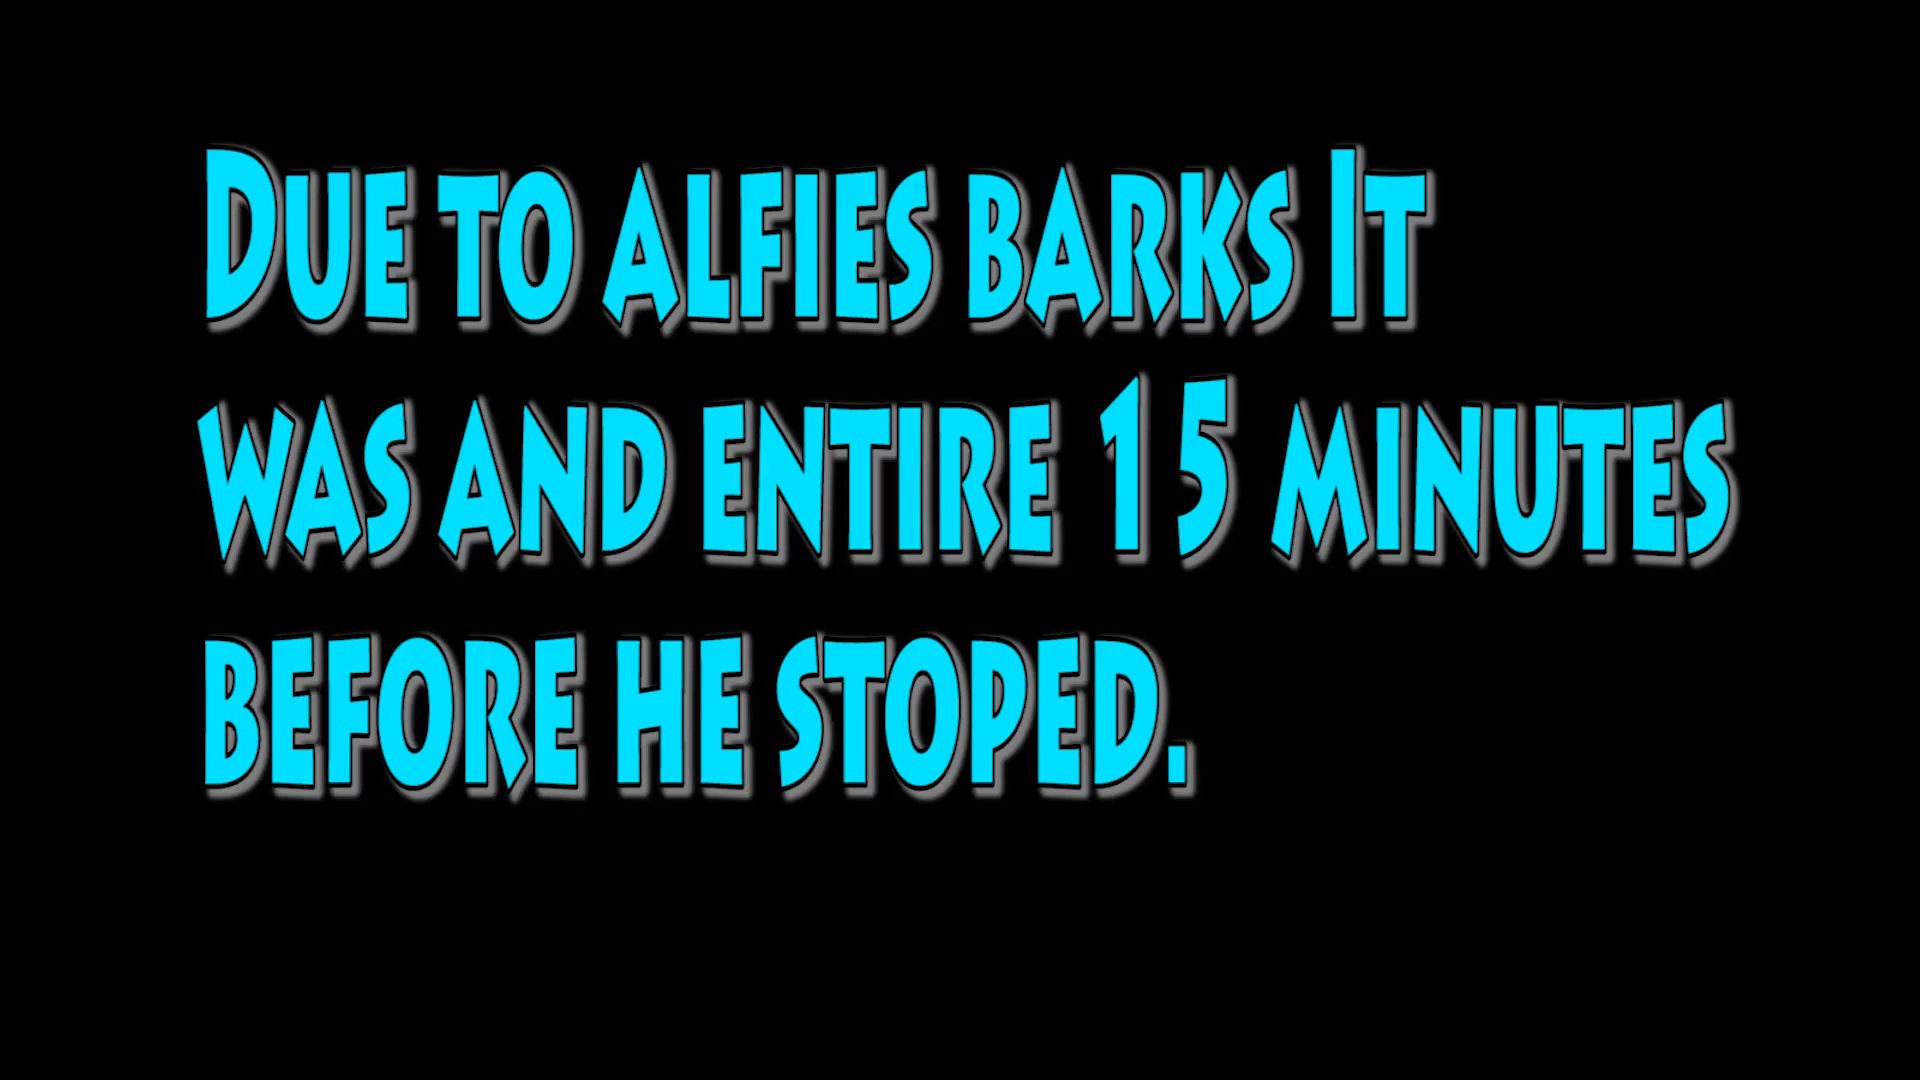 Due to alfies barks It
was and entire 15 minutes
before he stoped.